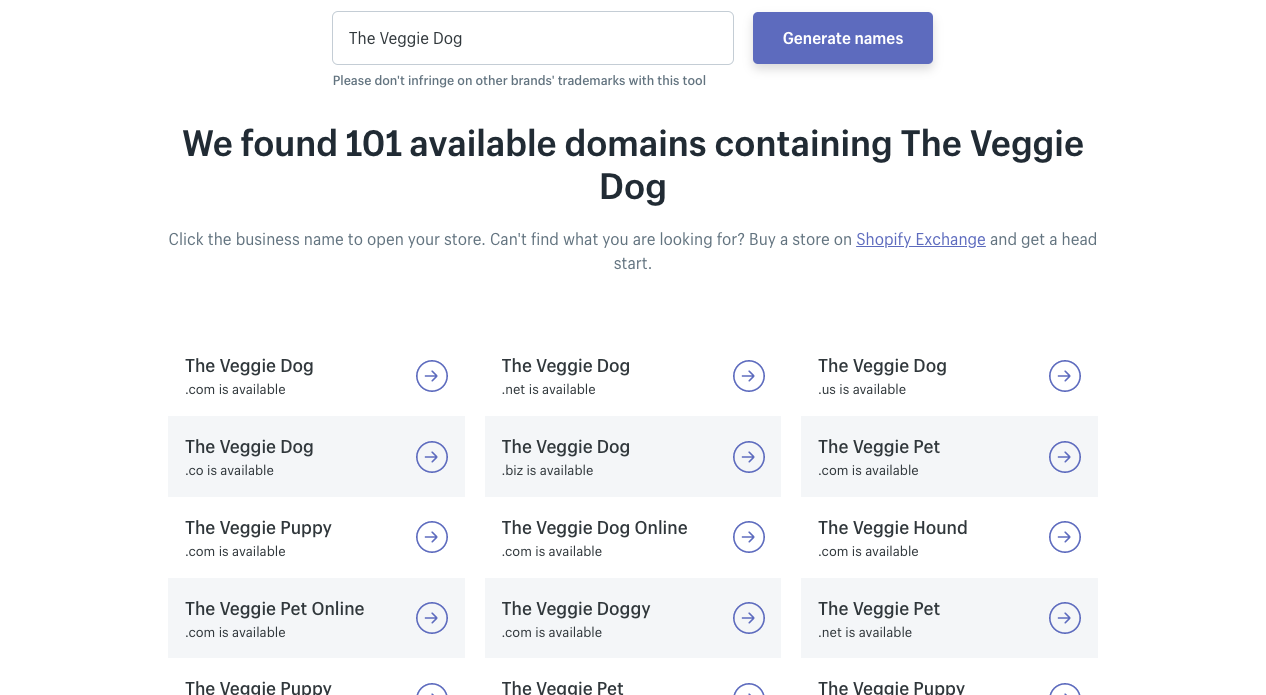 The Veggie Dog
Generate names
Please don't infringe on other brands' trademarks with this tool
We found 101 available domains containing The Veggie
Dog
Click the business name to open your store. Can't find what you are looking for? Buy a store on Shopify Exchange and get a head
start.
The Veggie Dog
.com is available
The Veggie Dog
.net is available
The Veggie Dog
.us is available
The Veggie Dog
.co is available
The Veggie Dog
.biz is available
The Veggie Pet
.com is available
The Veggie Puppy
.com is available
The Veggie Dog Online
.com is available
The Veggie Hound
.com is available
The Veggie Pet Online
.com is available
The Veggie Doggy
.com is available
The Veggie Pet
.net is available
The Veggie Puppy
The Veggie Pet
The Veggie Puppy